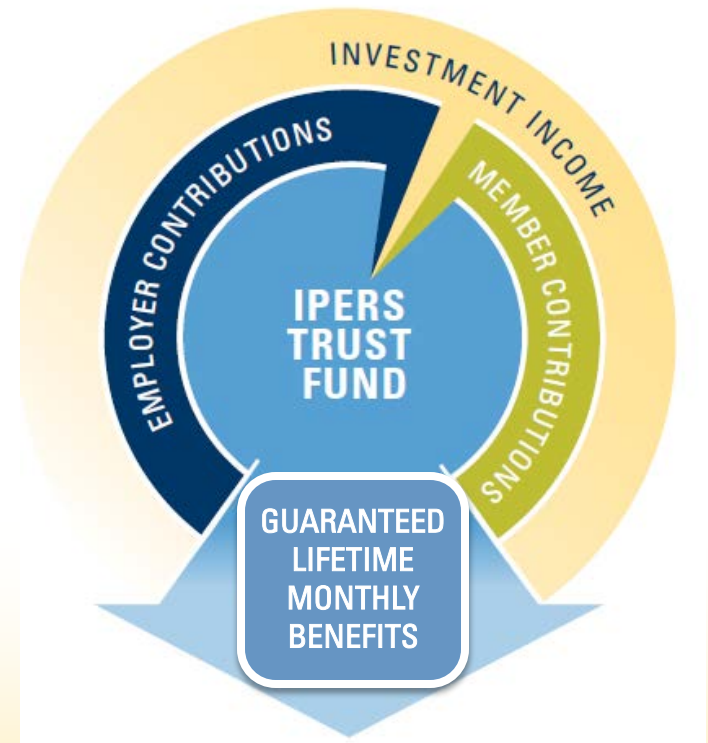 INVESTMENT INCOME
EMPLOYER CONTRIBUTIONS
MEMBER CONTRIBUTIONS
IPERS
TRUST
FUND
GUARANTEED
LIFETIME
MONTHLY
BENEFITS